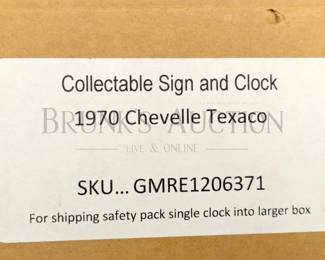 Collectable Sign and Clock
1970 Chevelle Texaco
BRUNK'S AUCTION
LIVE & ONLINE
SKU... GMRE1206371
For shipping safety pack single clock into larger box